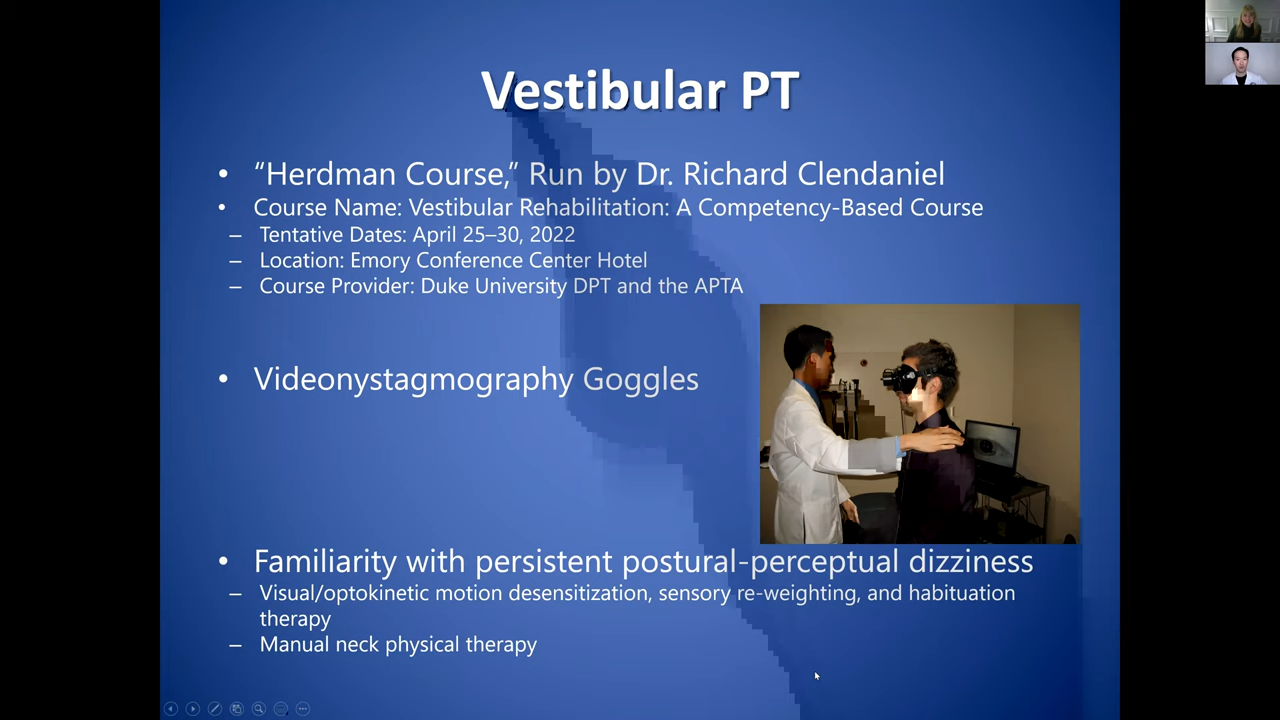 Vestibular PT
• “Herdman Course,” Run by Dr. Richard Clendaniel
• Course Name: Vestibular Rehabilitation: A Competency-Based Course
– Tentative Dates: April 25–30, 2022
– Location: Emory Conference Center Hotel
– Course Provider: Duke University DPT and the APTA
• Videonystagmography Goggles
• Familiarity with persistent postural-perceptual dizziness
– Visual/optokinetic motion desensitization, sensory re-weighting, and habituation
therapy
– Manual neck physical therapy